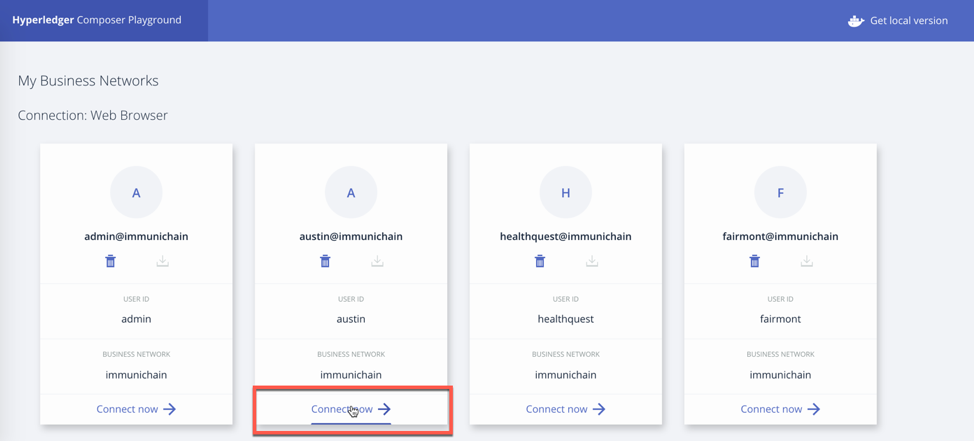 Hyperledger Composer Playground
Get local version
My Business Networks
Connection: Web Browser
A
admin@immunichain
USER ID
admin
BUSINESS NETWORK
immunichain
Connect now
A
austin@immunichain
USER ID
austin
BUSINESS NETWORK
immunichain
Connect now
H
healthquest@immunichain
USER ID
healthquest
BUSINESS NETWORK
immunichain
Connect now
F
fairmont@immunichain
USER ID
fairmont
BUSINESS NETWORK
immunichain
Connect now